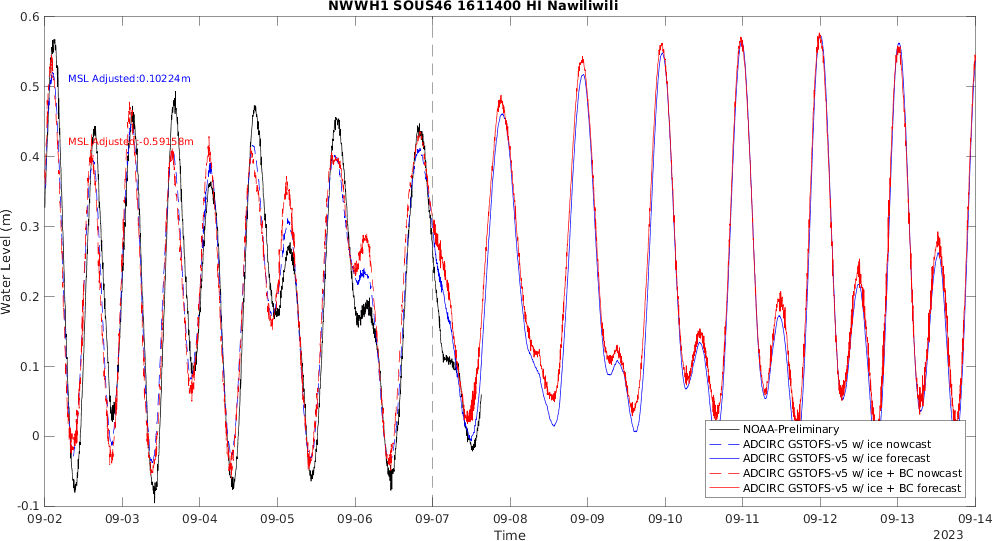 NWWH1 SOUS46 1611400 HI Nawiliwili
0.6
0.5
0.4
0.3
0.2
0.1
0
-0.1
Water Level (m)
MSL Adjusted:0.10224m
MSL Adjusted:-0.59158m
NOAA-Preliminary
ADCIRC GSTOFS-v5 w/ ice nowcast
ADCIRC GSTOFS-v5 w/ ice forecast
ADCIRC GSTOFS-v5 w/ ice + BC nowcast
ADCIRC GSTOFS-v5 w/ ice + BC forecast
09-02 09-03 09-04 09-05 09-06 09-07 09-08 09-09 09-10 09-11 09-12 09-13 09-14
Time
2023